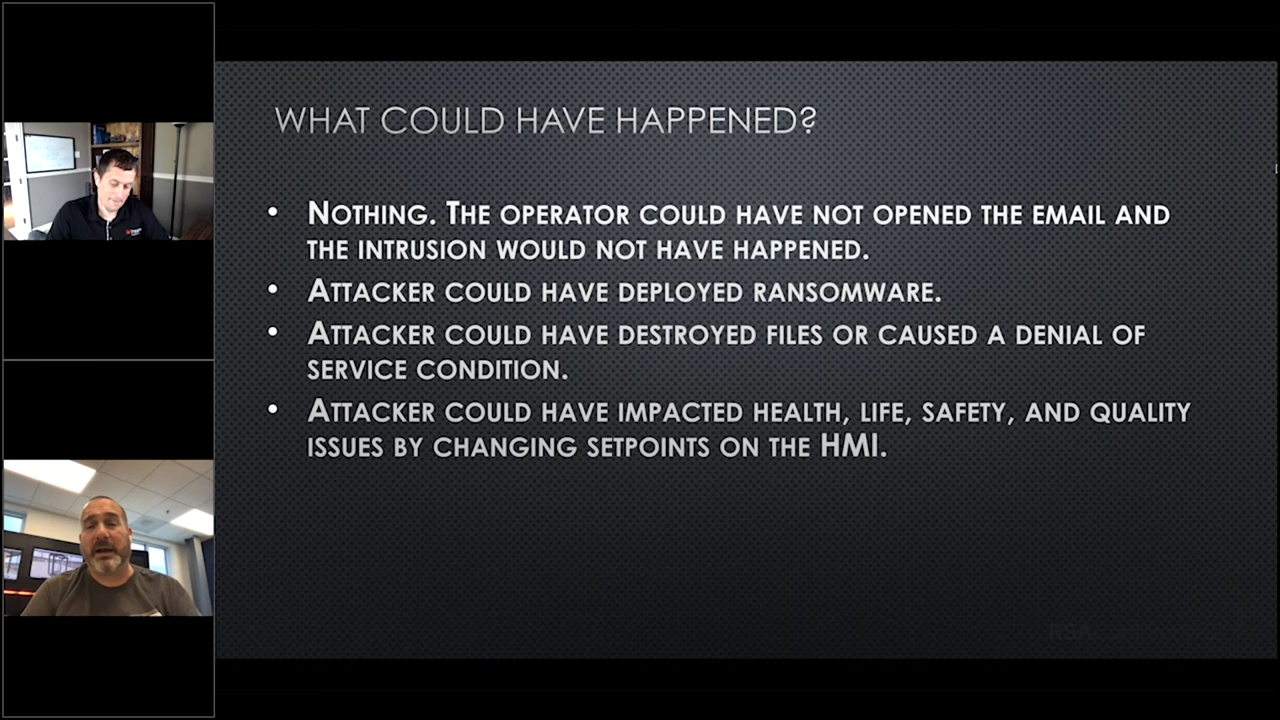 WHAT COULD HAVE HAPPENED?
• NOTHING. THE OPERATOR COULD HAVE NOT OPENED THE EMAIL AND
THE INTRUSION WOULD NOT HAVE HAPPENED.
• ATTACKER COULD HAVE DEPLOYED RANSOMWARE.
• ATTACKER COULD HAVE DESTROYED FILES OR CAUSED A DENIAL OF
SERVICE CONDITION.
• ATTACKER COULD HAVE IMPACTED HEALTH, LIFE, SAFETY, AND QUALITY
ISSUES BY CHANGING SETPOINTS ON THE HMI.